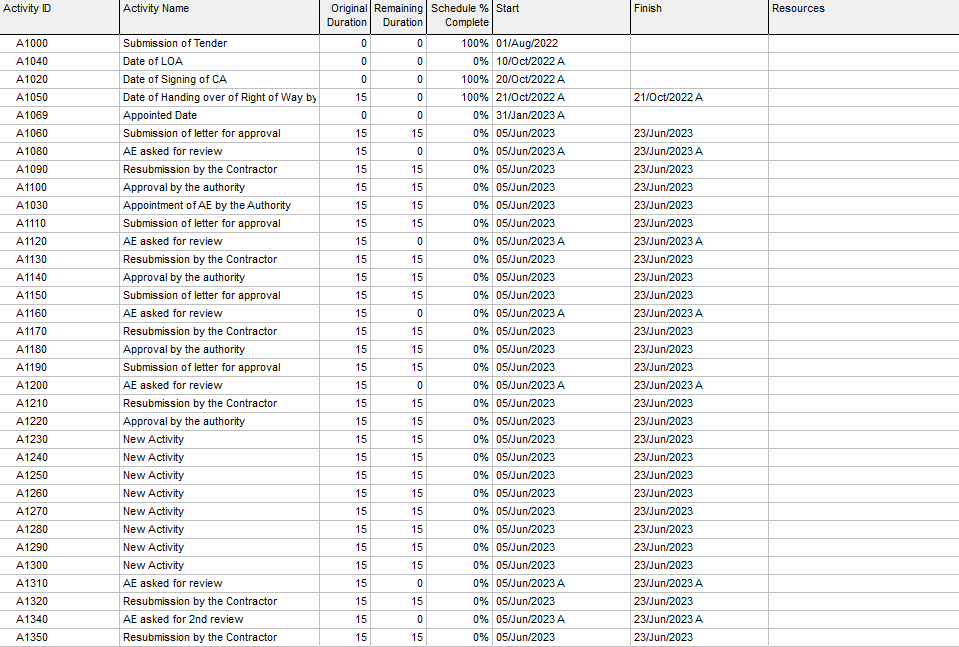 Activity ID Activity Name Original Duration Remaining Duration Schedule % Complete Start Finish Resources
A1000 Submission of Tender 0 0 100% 01/Aug/2022
A1040 Date of LOA 0 0 0% 10/Oct/2022 A
A1020 Date of Signing of CA 0 0 100% 20/Oct/2022 A
A1050 Date of Handing over of Right of Way by 15 0 100% 21/Oct/2022 A 21/Oct/2022 A
A1069 Appointed Date 0 0 0% 31/Jan/2023 A
A1060 Submission of letter for approval 15 15 0% 05/Jun/2023 23/Jun/2023
A1080 AE asked for review 15 0 0% 05/Jun/2023 A 23/Jun/2023 A
A1090 Resubmission by the Contractor 15 15 0% 05/Jun/2023 23/Jun/2023
A1100 Approval by the authority 15 15 0% 05/Jun/2023 23/Jun/2023
A1030 Appointment of AE by the Authority 15 15 0% 05/Jun/2023 23/Jun/2023
A1110 Submission of letter for approval 15 15 0% 05/Jun/2023 23/Jun/2023
A1120 AE asked for review 15 0 0% 05/Jun/2023 A 23/Jun/2023 A
A1130 Resubmission by the Contractor 15 15 0% 05/Jun/2023 23/Jun/2023
A1140 Approval by the authority 15 15 0% 05/Jun/2023 23/Jun/2023
A1150 Submission of letter for approval 15 15 0% 05/Jun/2023 23/Jun/2023
A1160 AE asked for review 15 0 0% 05/Jun/2023 A 23/Jun/2023 A
A1170 Resubmission by the Contractor 15 15 0% 05/Jun/2023 23/Jun/2023
A1180 Approval by the authority 15 15 0% 05/Jun/2023 23/Jun/2023
A1190 Submission of letter for approval 15 15 0% 05/Jun/2023 23/Jun/2023
A1200 AE asked for review 15 0 0% 05/Jun/2023 A 23/Jun/2023 A
A1210 Resubmission by the Contractor 15 15 0% 05/Jun/2023 23/Jun/2023
A1220 Approval by the authority 15 15 0% 05/Jun/2023 23/Jun/2023
A1230 New Activity 15 15 0% 05/Jun/2023 23/Jun/2023
A1240 New Activity 15 15 0% 05/Jun/2023 23/Jun/2023
A1250 New Activity 15 15 0% 05/Jun/2023 23/Jun/2023
A1260 New Activity 15 15 0% 05/Jun/2023 23/Jun/2023
A1270 New Activity 15 15 0% 05/Jun/2023 23/Jun/2023
A1280 New Activity 15 15 0% 05/Jun/2023 23/Jun/2023
A1290 New Activity 15 15 0% 05/Jun/2023 23/Jun/2023
A1300 New Activity 15 15 0% 05/Jun/2023 23/Jun/2023
A1310 AE asked for review 15 0 0% 05/Jun/2023 A 23/Jun/2023 A
A1320 Resubmission by the Contractor 15 15 0% 05/Jun/2023 23/Jun/2023
A1340 AE asked for 2nd review 15 0 0% 05/Jun/2023 A 23/Jun/2023 A
A1350 Resubmission by the Contractor 15 15 0% 05/Jun/2023 23/Jun/2023